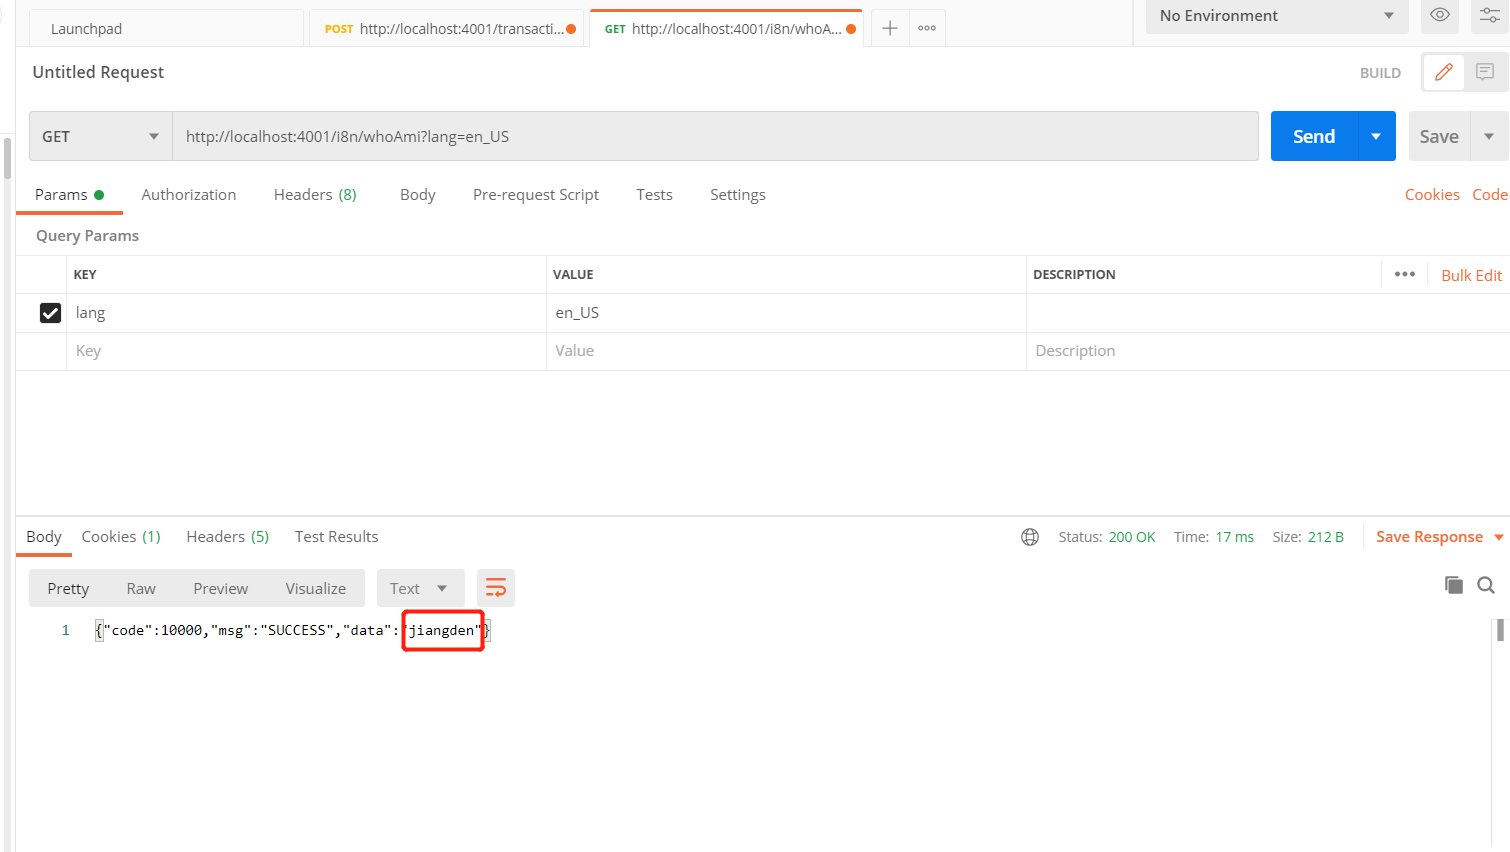 Launchpad POST http://localhost:4001/transacti... GET http://localhost:4001/i8n/whoA... No Environment
Untitled Request BUILD
GET http://localhost:4001/i8n/whoAmi?lang=en_US Send Save
Params Authorization Headers (8) Body Pre-request Script Tests Settings Cookies Code
Query Params
KEY VALUE DESCRIPTION Bulk Edit
lang en_US
Key Value Description
Body Cookies (1) Headers (5) Test Results Status: 200 OK Time: 17 ms Size: 212 B Save Response
Pretty Raw Preview Visualize Text
1 {"code":10000,"msg":"SUCCESS","data":"jiangden"}